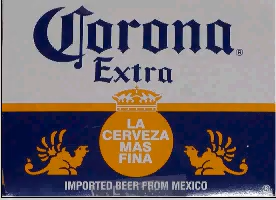 Corona®
Extra
LA
CERVEZA
MAS
FINA
IMPORTED BEER FROM MEXICO